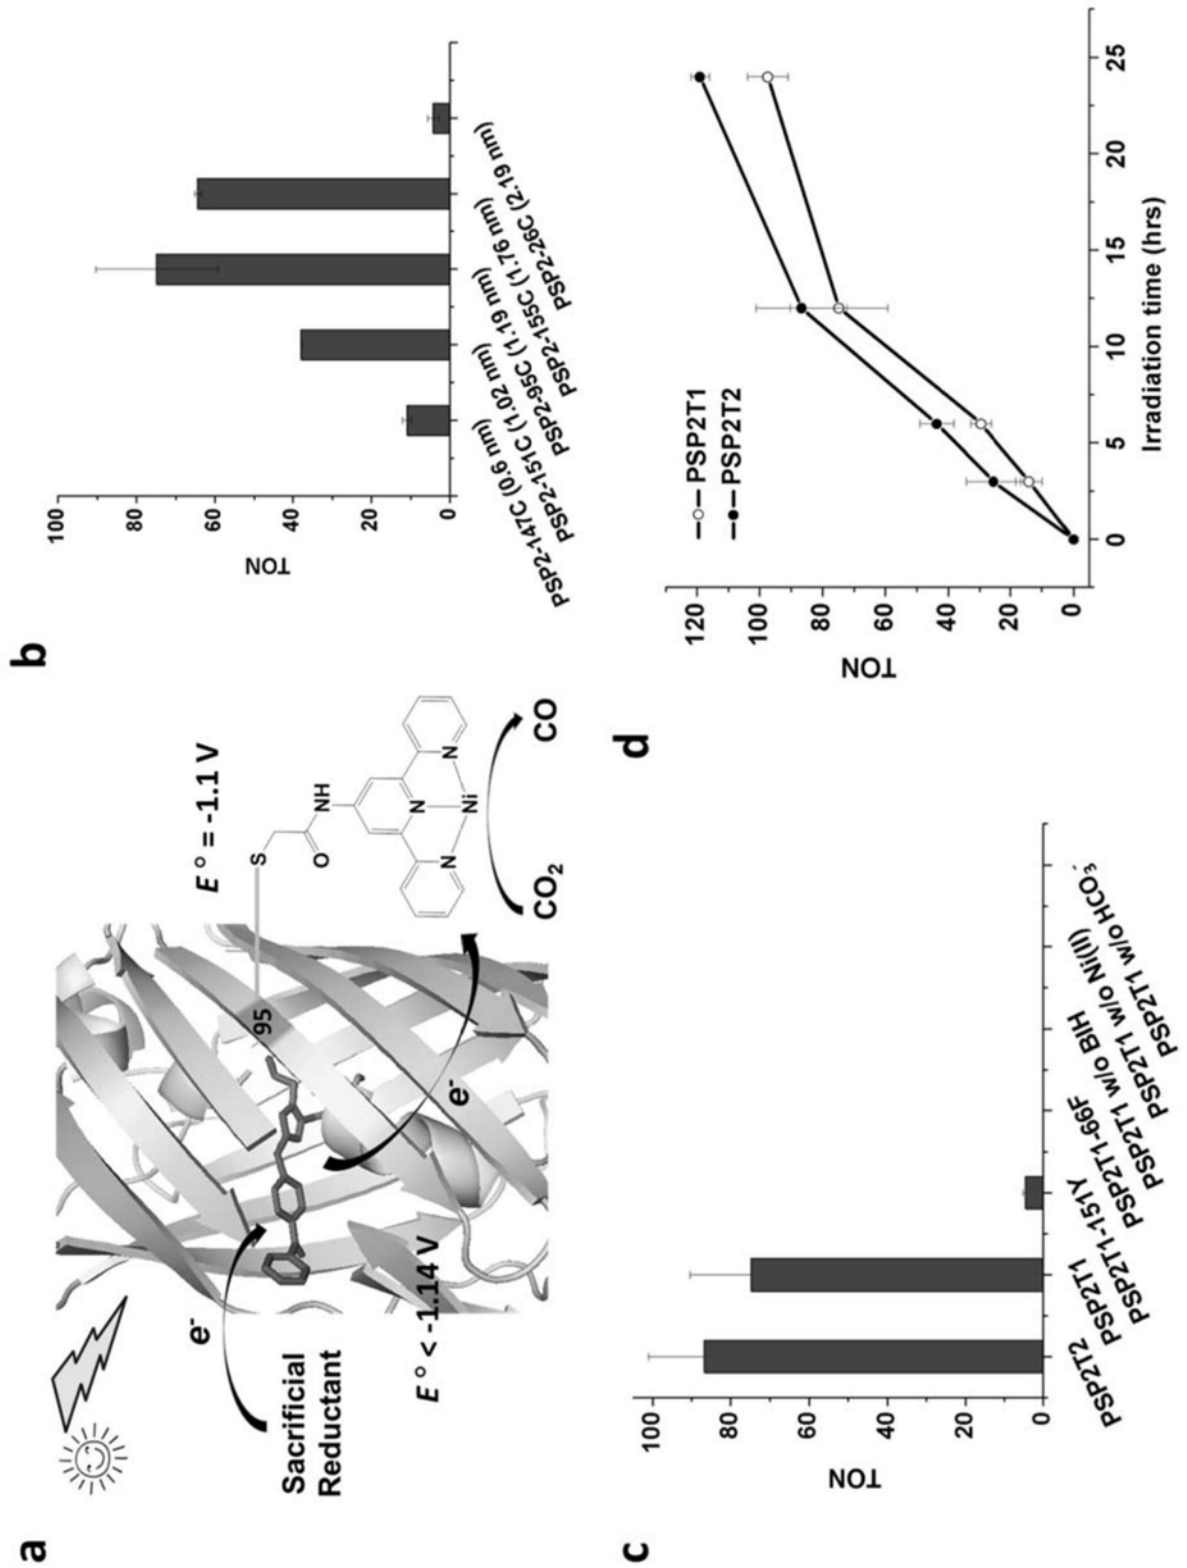 a
e-
Sacrificial
Reductant
E° < -1.14 V
e-
95
E° = -1.1 V
S
O
NH
N
N
N
Ni
CO2
CO
b
TON
100
80
60
40
20
0
PSP2-147C (0.6 nm)
PSP2-151C (1.02 nm)
PSP2-95C (1.19 nm)
PSP2-155C (1.76 nm)
PSP2-26C (2.19 nm)
c
TON
100
80
60
40
20
0
PSP2T2
PSP2T1
PSP2T1-151Y
PSP2T1-66F
PSP2T1 w/o BIH
PSP2T1 w/o Ni(II)
PSP2T1 w/o HCO3-
d
TON
120
100
80
60
40
20
0
PSP2T1
PSP2T2
0 5 10 15 20 25
Irradiation time (hrs)